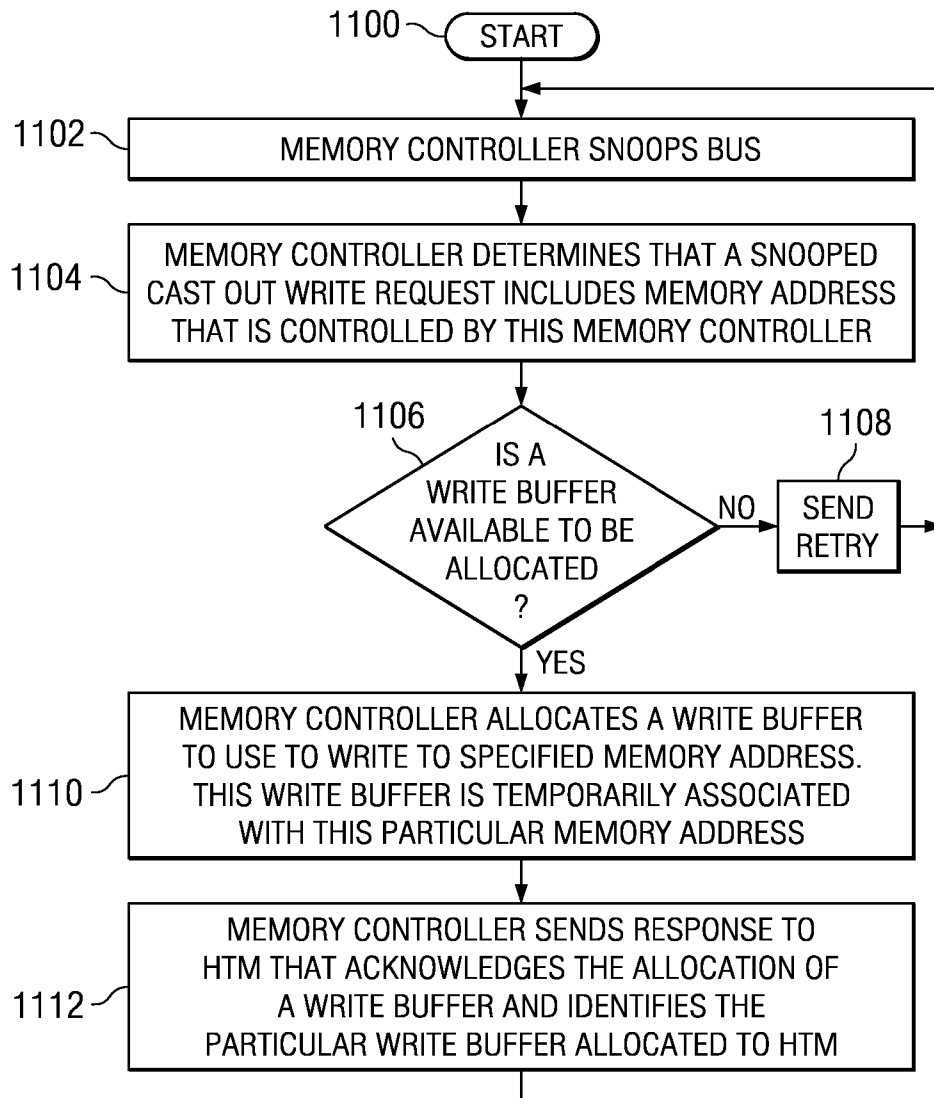 1100
START
1102
MEMORY CONTROLLER SNOOPS BUS
1104
MEMORY CONTROLLER DETERMINES THAT A SNOOPED
CAST OUT WRITE REQUEST INCLUDES MEMORY ADDRESS
THAT IS CONTROLLED BY THIS MEMORY CONTROLLER
1106
IS A
WRITE BUFFER
AVAILABLE TO BE
ALLOCATED
?
NO
1108
SEND
RETRY
YES
1110
MEMORY CONTROLLER ALLOCATES A WRITE BUFFER
TO USE TO WRITE TO SPECIFIED MEMORY ADDRESS.
THIS WRITE BUFFER IS TEMPORARILY ASSOCIATED
WITH THIS PARTICULAR MEMORY ADDRESS
1112
MEMORY CONTROLLER SENDS RESPONSE TO
HTM THAT ACKNOWLEDGES THE ALLOCATION OF
A WRITE BUFFER AND IDENTIFIES THE
PARTICULAR WRITE BUFFER ALLOCATED TO HTM